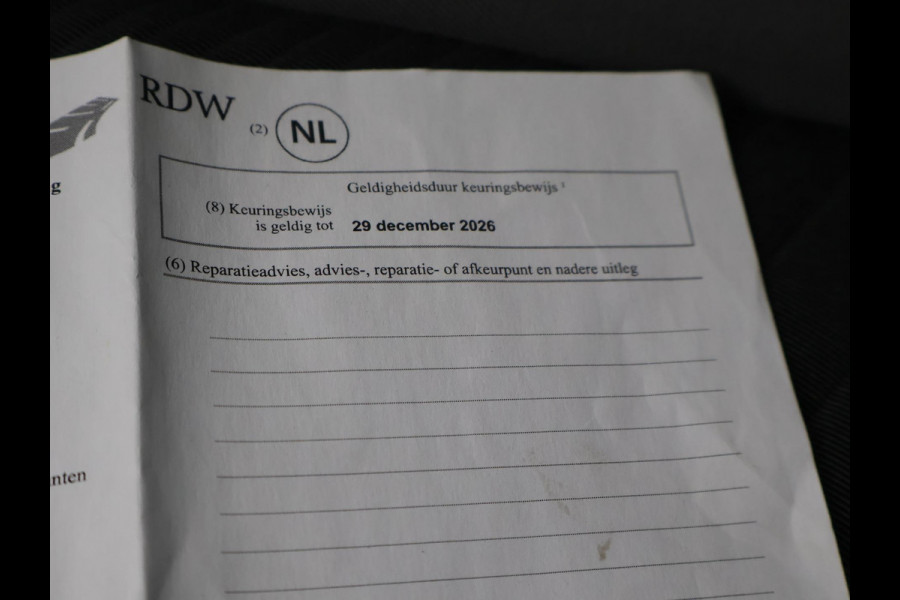 RDW
(2) NL
Geldigheidsduur keuringsbewijs ¹
(8) Keuringsbewijs
is geldig tot 29 december 2026
(6) Reparatieadvies, advies-, reparatie- of afkeurpunt en nadere uitleg
g
nten